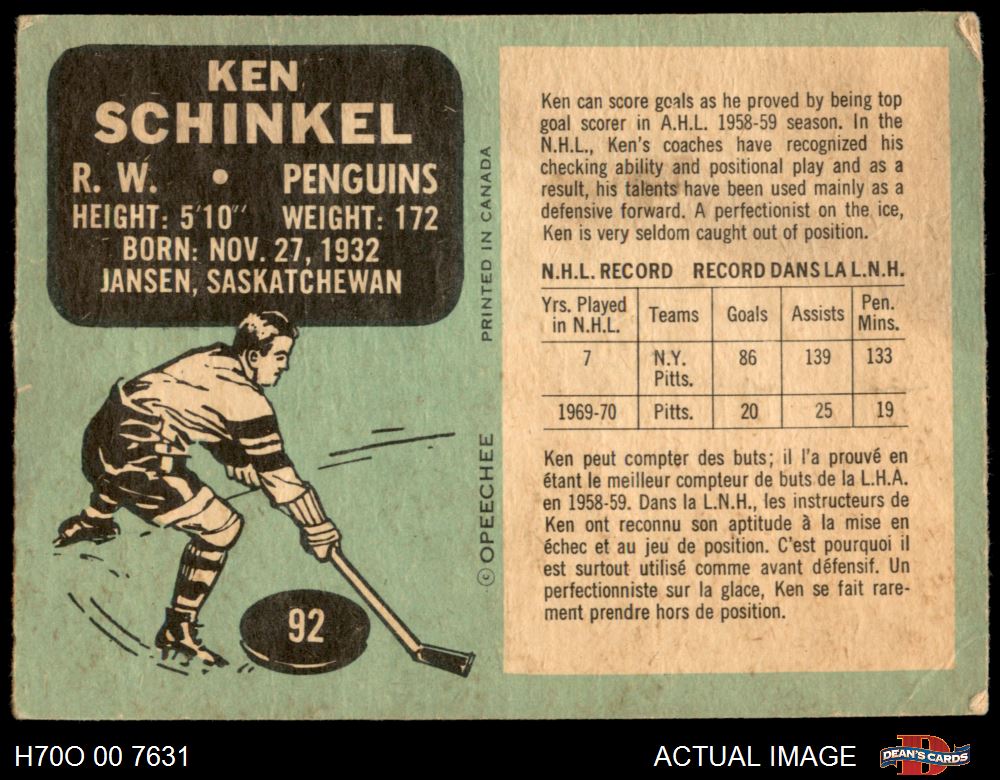 KEN
SCHINKEL
R. W. • PENGUINS
HEIGHT: 5'10" WEIGHT: 172
BORN: NOV. 27, 1932
JANSEN, SASKATCHEWAN
92
© OPEECHEE PRINTED IN CANADA
Ken can score goals as he proved by being top
goal scorer in A.H.L. 1958-59 season. In the
N.H.L., Ken's coaches have recognized his
checking ability and positional play and as a
result, his talents have been used mainly as a
defensive forward. A perfectionist on the ice,
Ken is very seldom caught out of position.
N.H.L. RECORD RECORD DANS LA L.N.H.
Yrs. Played in N.H.L. Teams Goals Assists Pen. Mins.
7 N.Y. Pitts. 86 139 133
1969-70 Pitts. 20 25 19
Ken peut compter des buts; il l'a prouvé en
étant le meilleur compteur de buts de la L.H.A.
en 1958-59. Dans la L.N.H., les instructeurs de
Ken ont reconnu son aptitude à la mise en
échec et au jeu de position. C'est pourquoi il
est surtout utilisé comme avant défensif. Un
perfectionniste sur la glace, Ken se fait rare-
ment prendre hors de position.
H70O 00 7631
ACTUAL IMAGE
DEAN'S CARDS